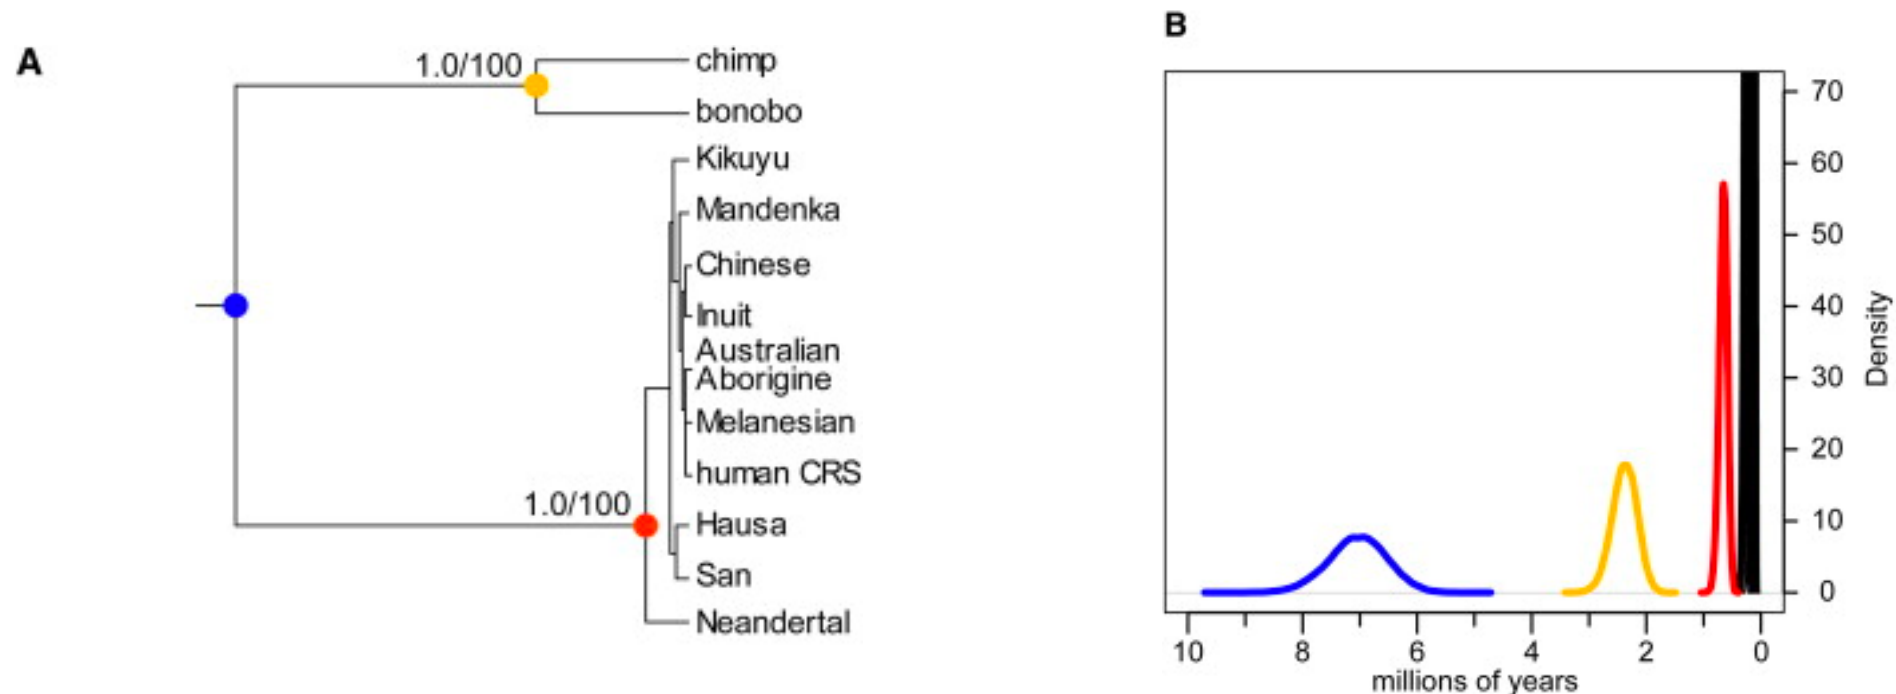 A
1.0/100
chimp
bonobo
Kikuyu
Mandenka
Chinese
Inuit
Australian
Aborigine
Melanesian
human CRS
1.0/100
Hausa
San
Neandertal
B
70
60
50
40
30
20
10
0
Density
10 8 6 4 2 0
millions of years